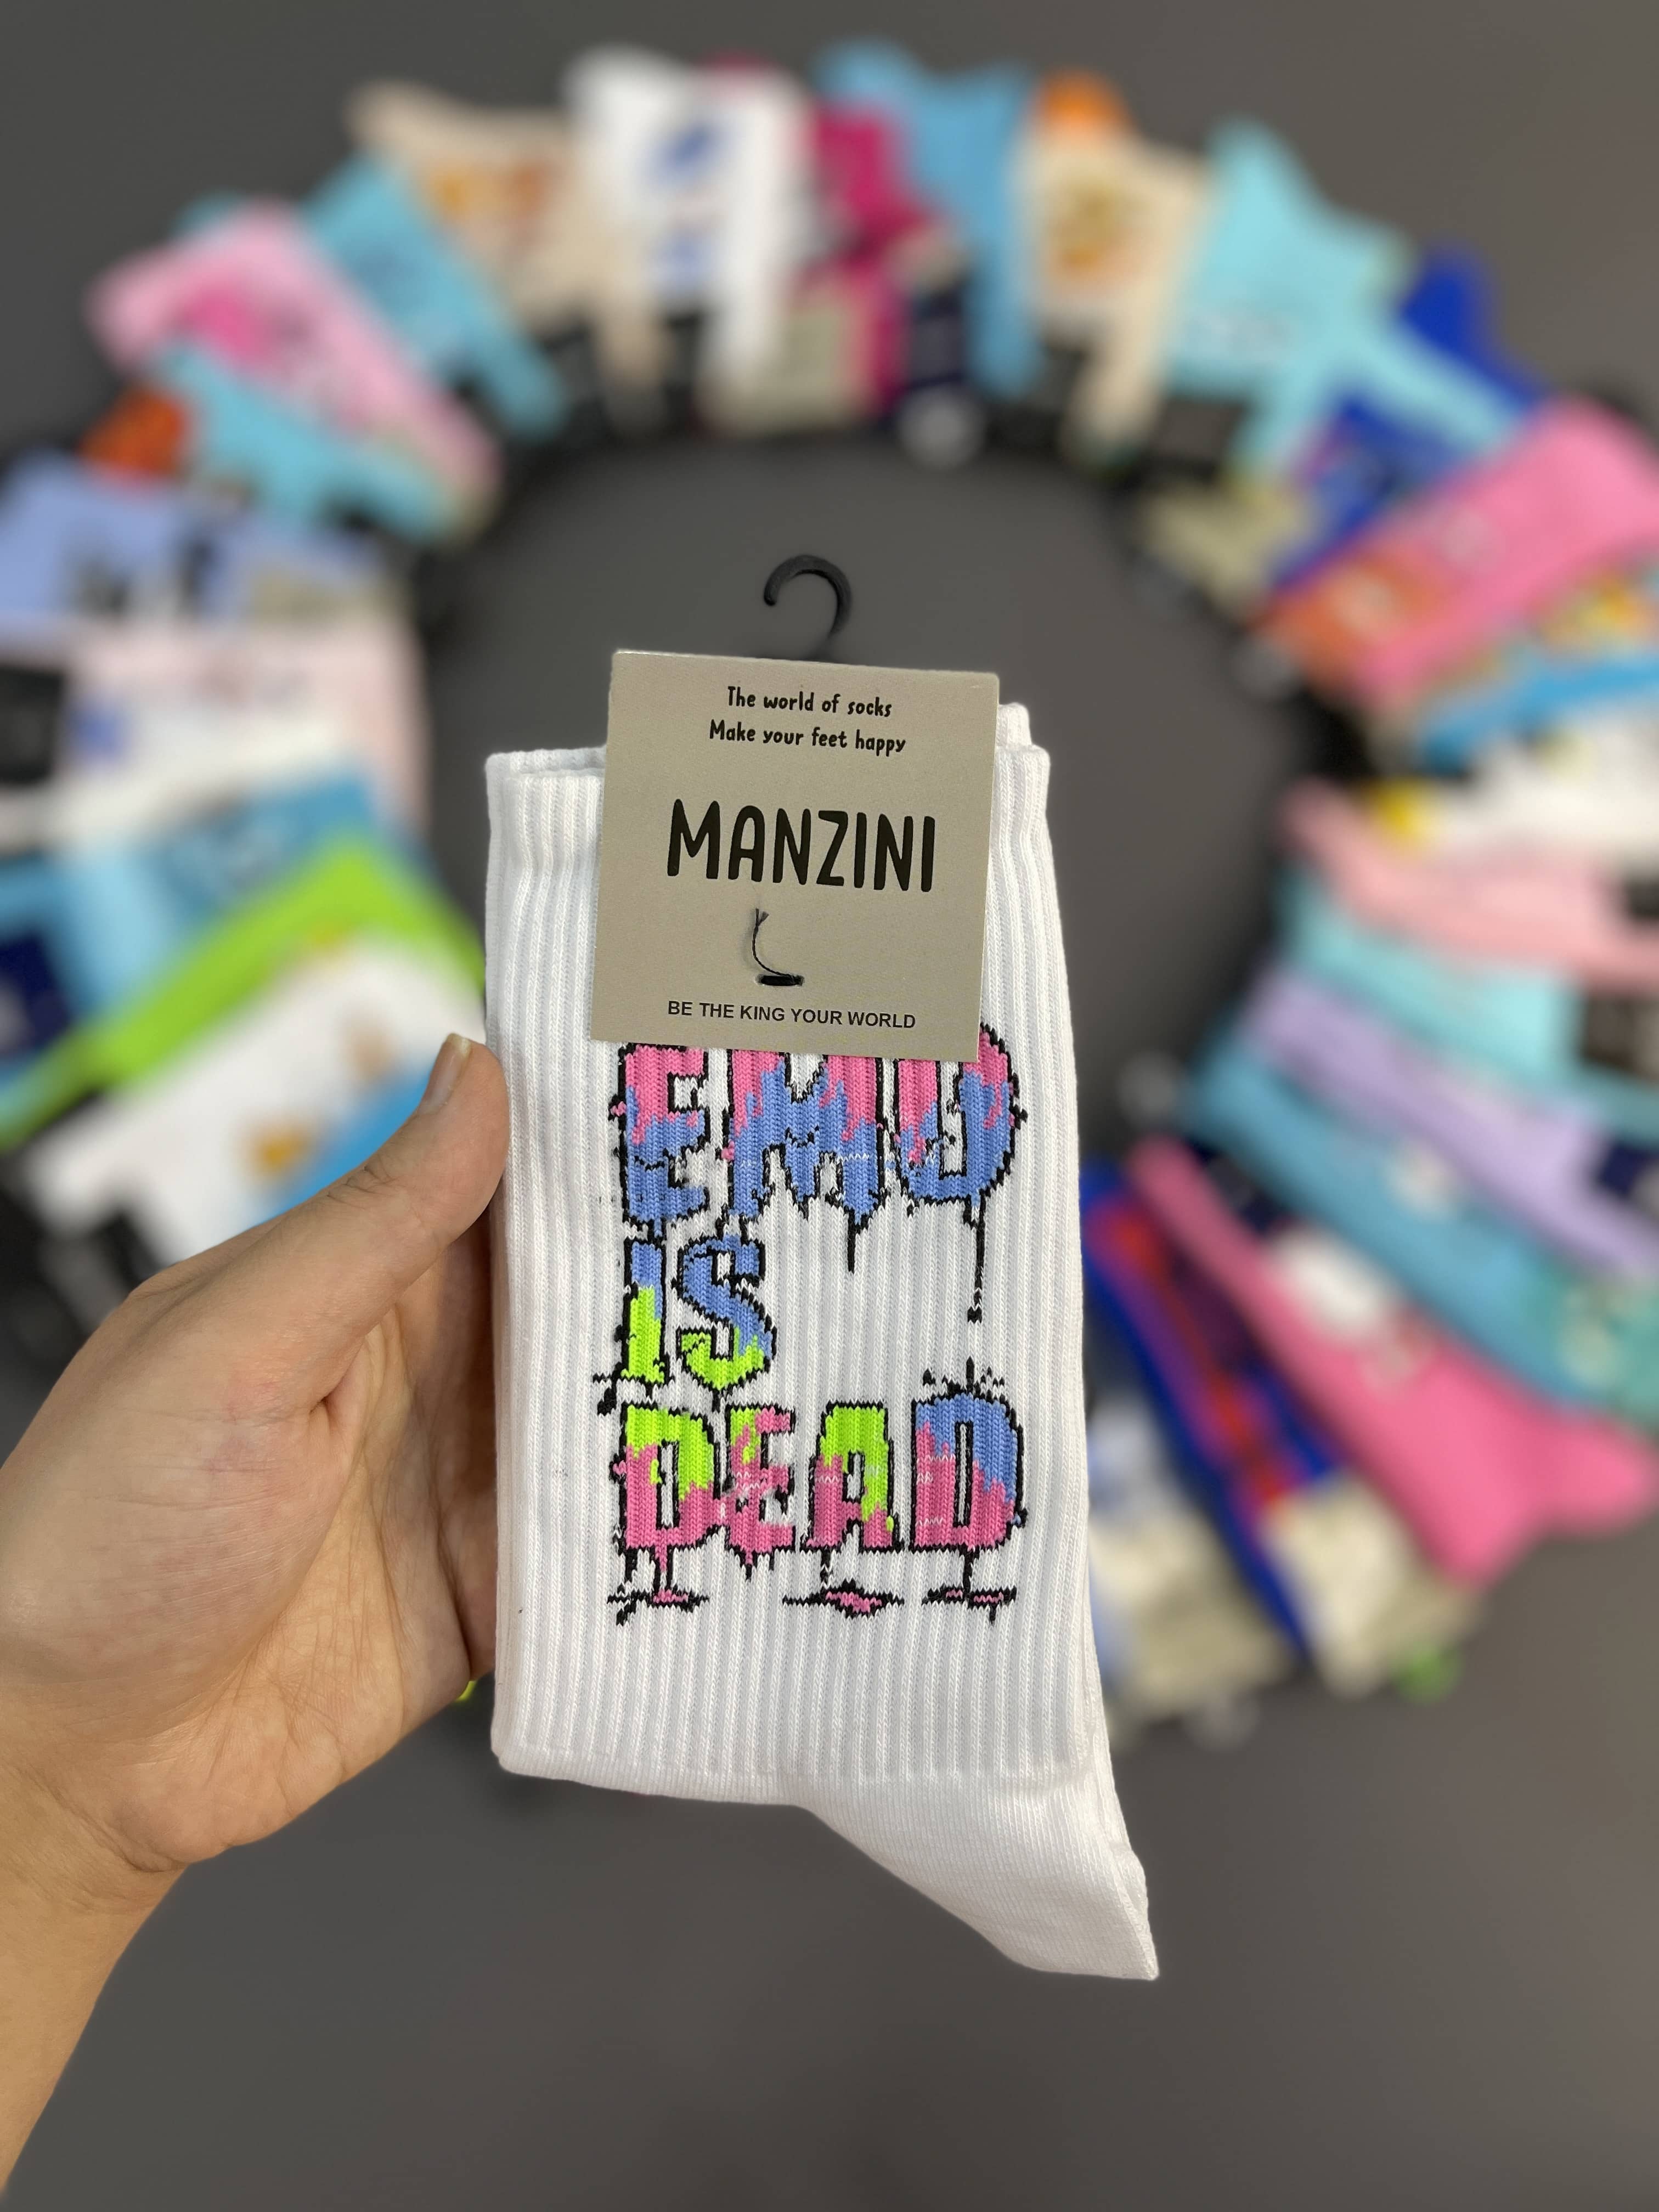 The world of socks
Make your feet happy
MANZINI
BE THE KING YOUR WORLD
EMO
IS
DEAD